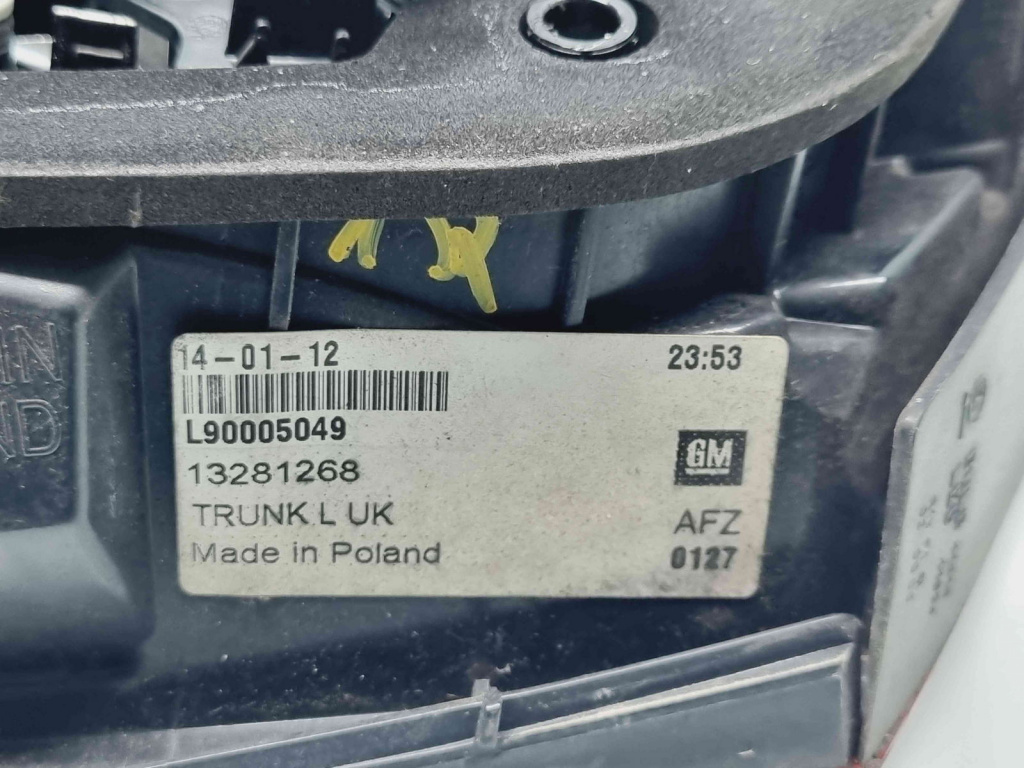 14-01-12 23:53
L90005049
13281268
GM
TRUNK L UK
AFZ
Made in Poland
0127